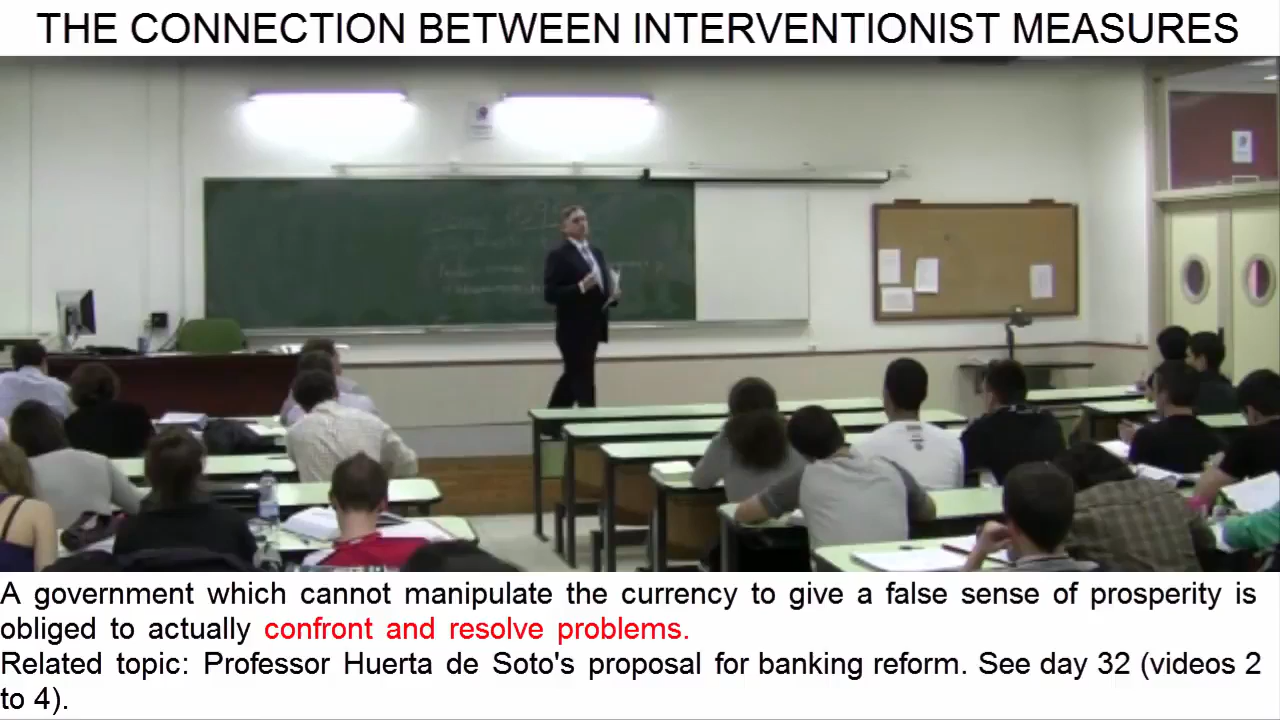 THE CONNECTION BETWEEN INTERVENTIONIST MEASURES
A government which cannot manipulate the currency to give a false sense of prosperity is
obliged to actually confront and resolve problems.
Related topic: Professor Huerta de Soto's proposal for banking reform. See day 32 (videos 2
to 4).